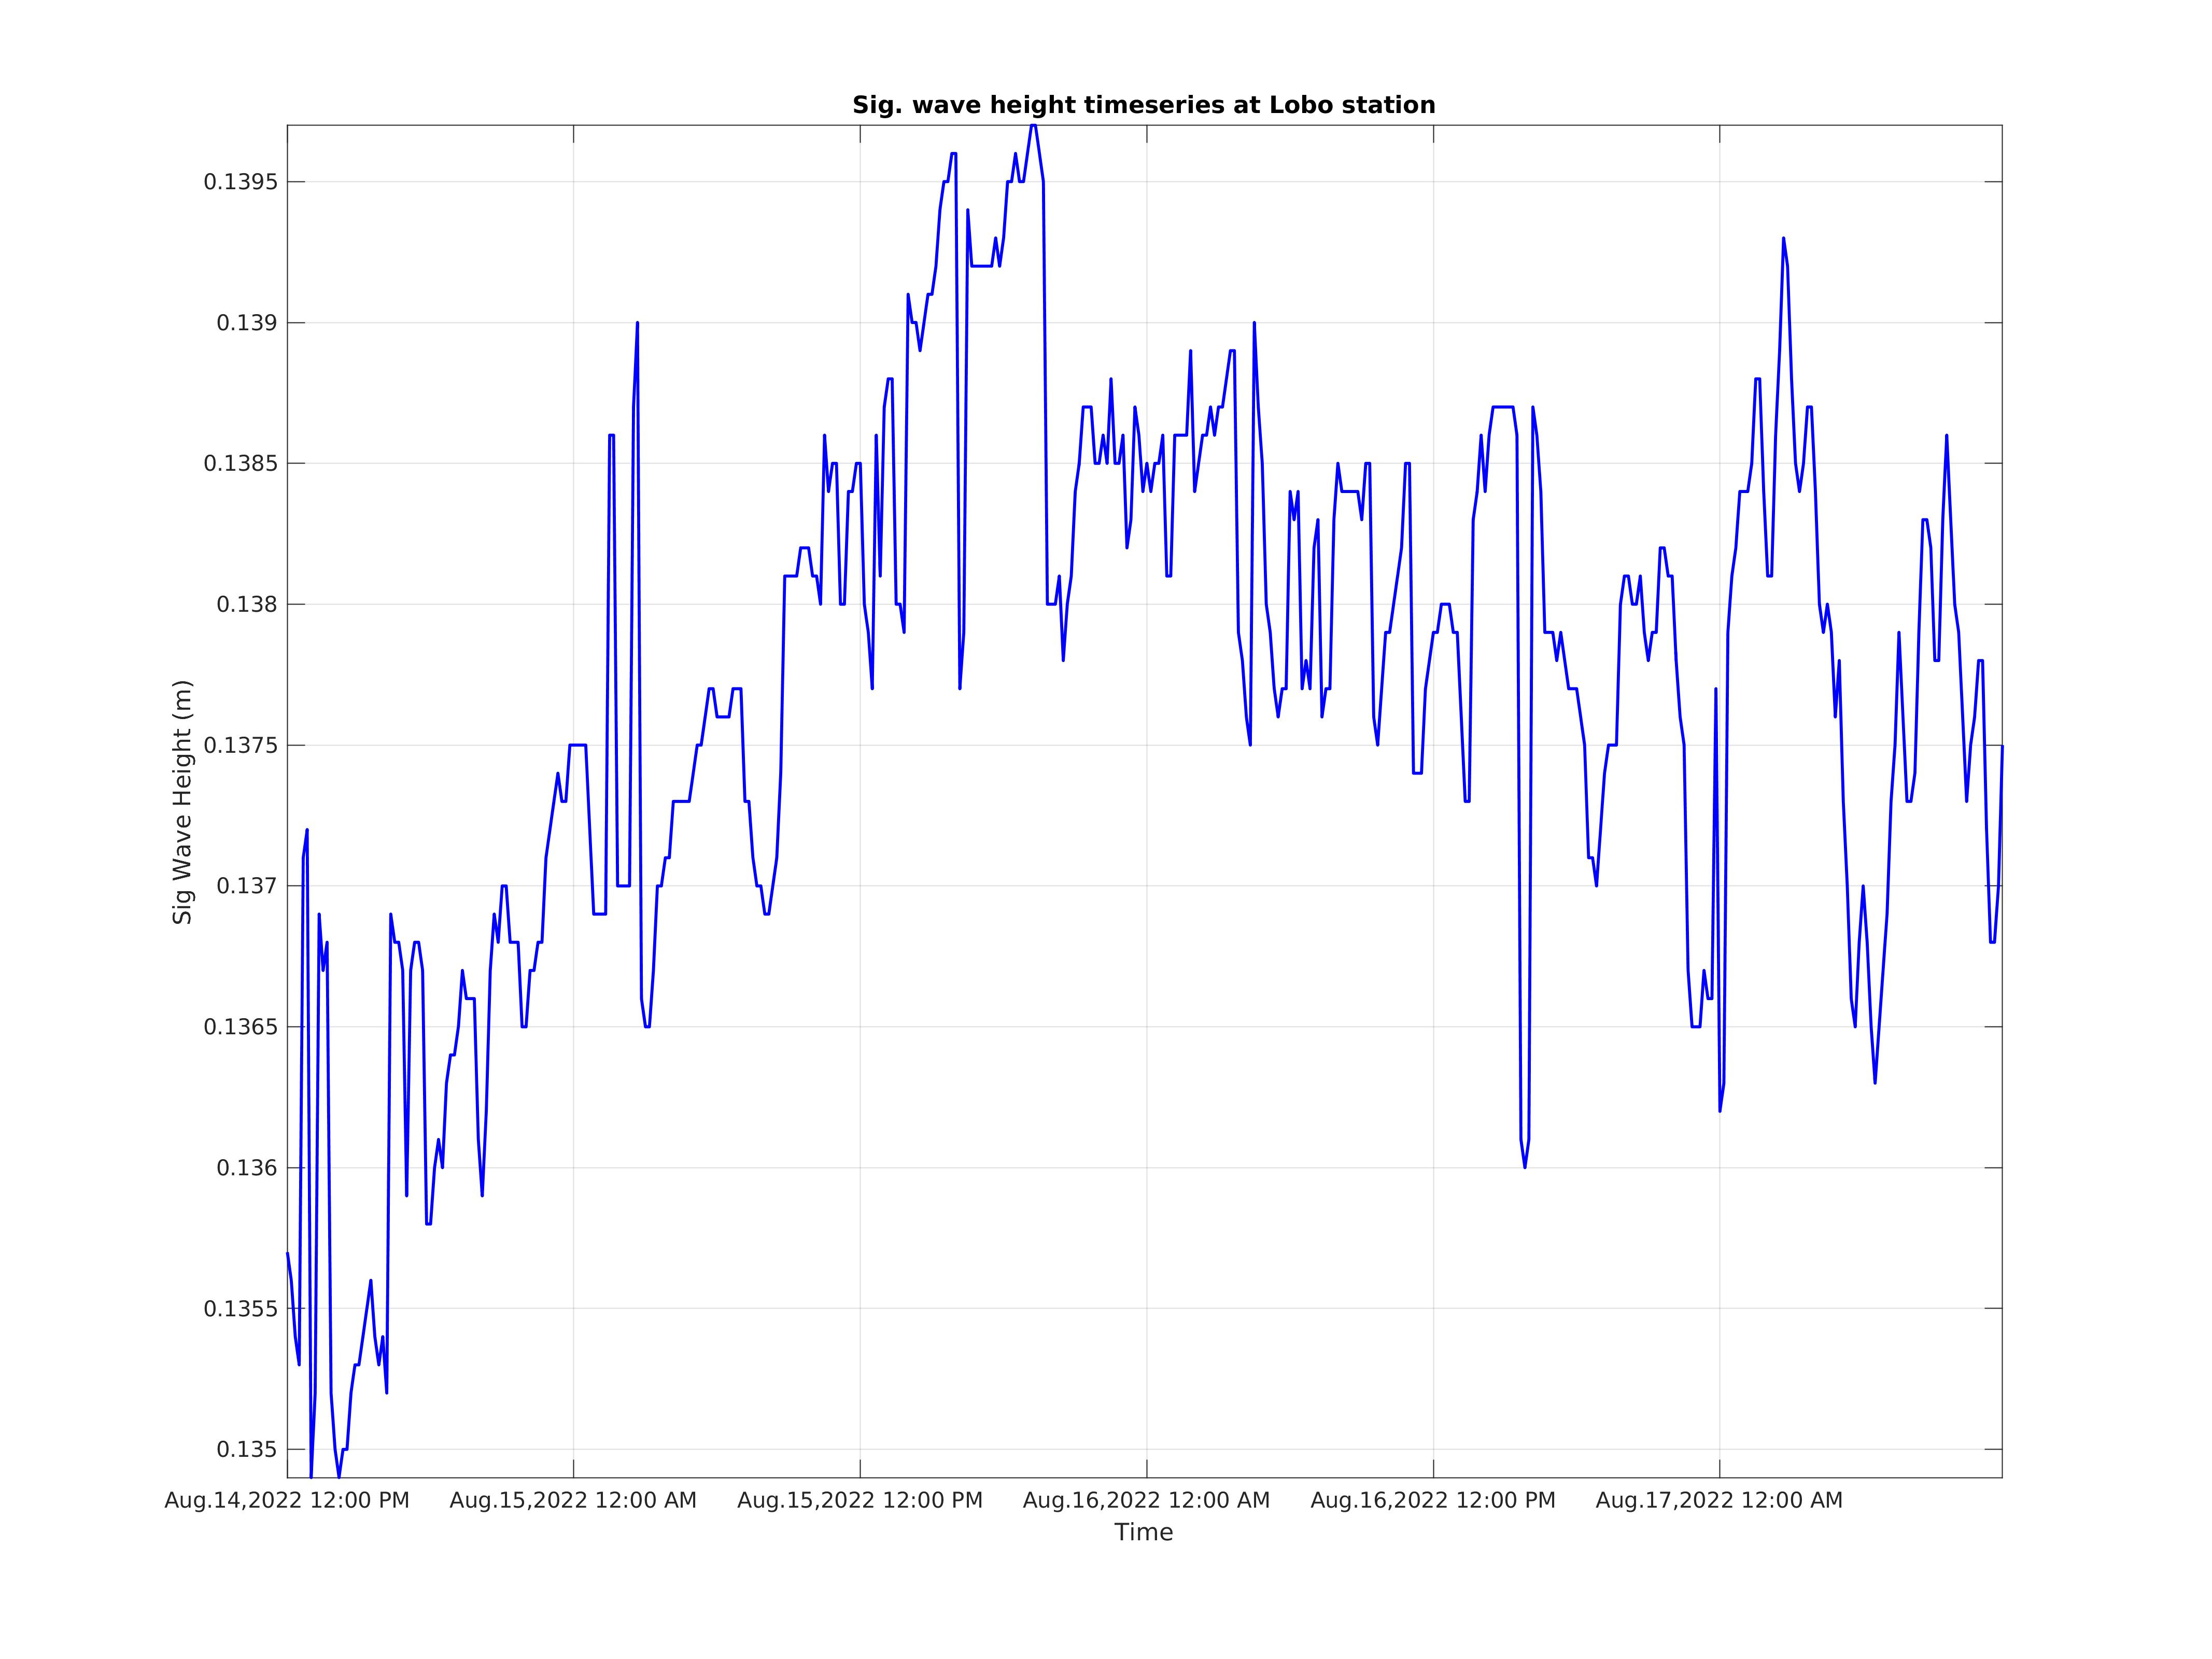 Sig. wave height timeseries at Lobo station
0.1395
0.139
0.1385
0.138
0.1375
0.137
0.1365
0.136
0.1355
0.135
Sig Wave Height (m)
Aug.14,2022 12:00 PM Aug.15,2022 12:00 AM Aug.15,2022 12:00 PM Aug.16,2022 12:00 AM Aug.16,2022 12:00 PM Aug.17,2022 12:00 AM
Time